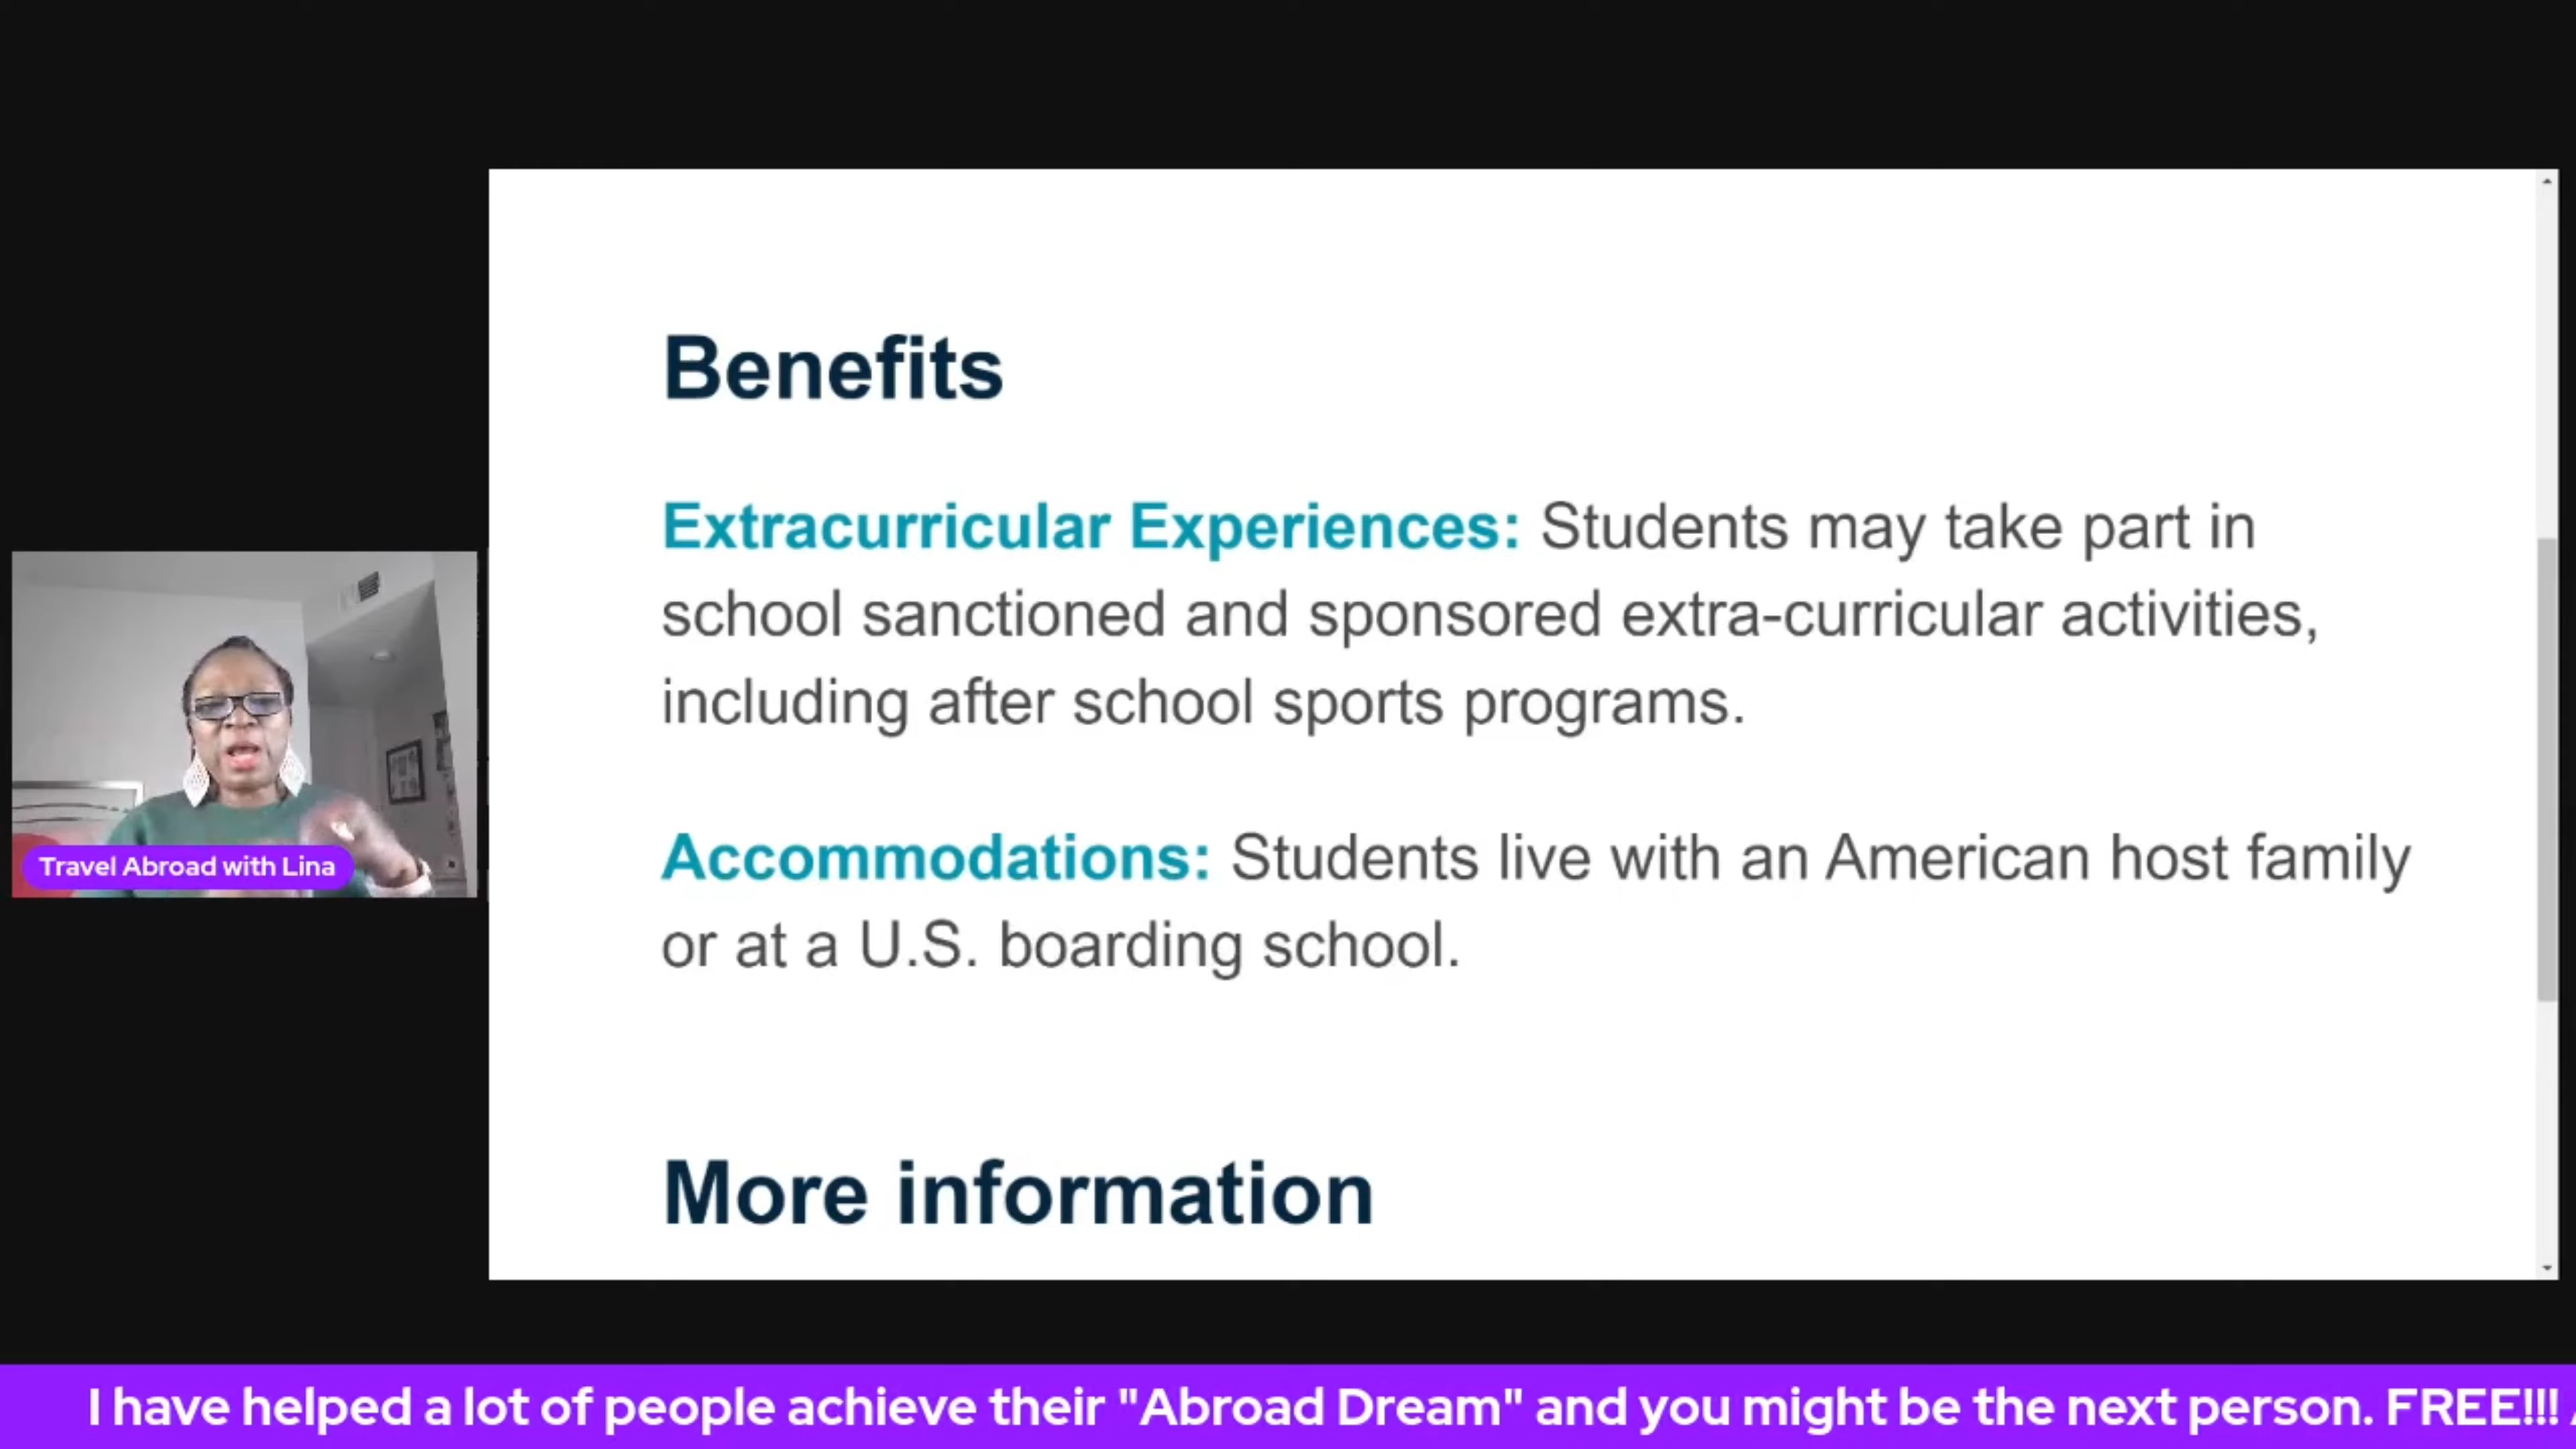 Benefits
Extracurricular Experiences: Students may take part in
school sanctioned and sponsored extra-curricular activities,
including after school sports programs.
Accommodations: Students live with an American host family
or at a U.S. boarding school.
More information
Travel Abroad with Lina
I have helped a lot of people achieve their "Abroad Dream" and you might be the next person. FREE!!!